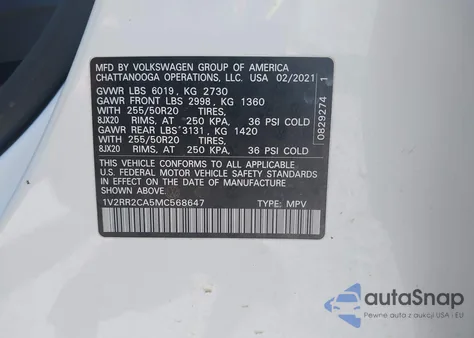 MFD BY VOLKSWAGEN GROUP OF AMERICA
CHATTANOOGA OPERATIONS, LLC. USA 02/2021
GVWR LBS 6019, KG 2730
GAWR FRONT LBS 2998, KG 1360
WITH 255/50R20 TIRES,
8JX20 RIMS, AT 250 KPA, 36 PSI COLD
GAWR REAR LBS 3131, KG 1420
WITH 255/50R20 TIRES,
8JX20 RIMS, AT 250 KPA, 36 PSI COLD
THIS VEHICLE CONFORMS TO ALL APPLICABLE
U.S. FEDERAL MOTOR VEHICLE SAFETY STANDARDS
IN EFFECT ON THE DATE OF MANUFACTURE
SHOWN ABOVE.
1V2RR2CA5MC568647 TYPE: MPV
0829274 1
autoSnap
Pewne auta z aukcji USA i EU